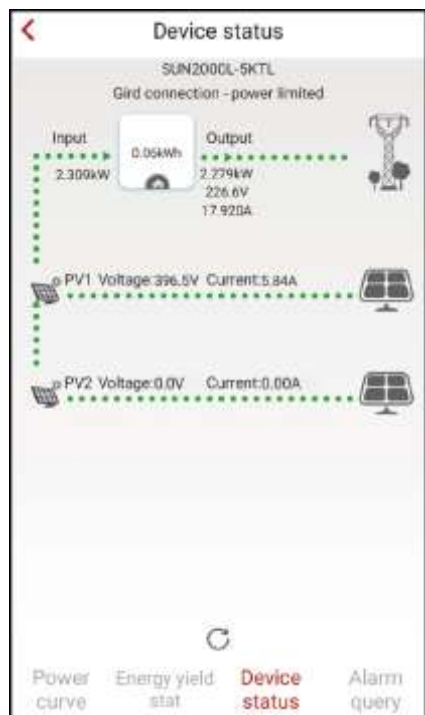 Device status
SUN2000L-5KTL
Gird connection - power limited
Input
0.06kWh
Output
2.309kW
2.279kW
226.6V
17.920A
PV1 Voltage:396.5V Current:5.84A
PV2 Voltage:0.0V Current:0.00A
Power curve
Energy yield stat
Device status
Alarm query